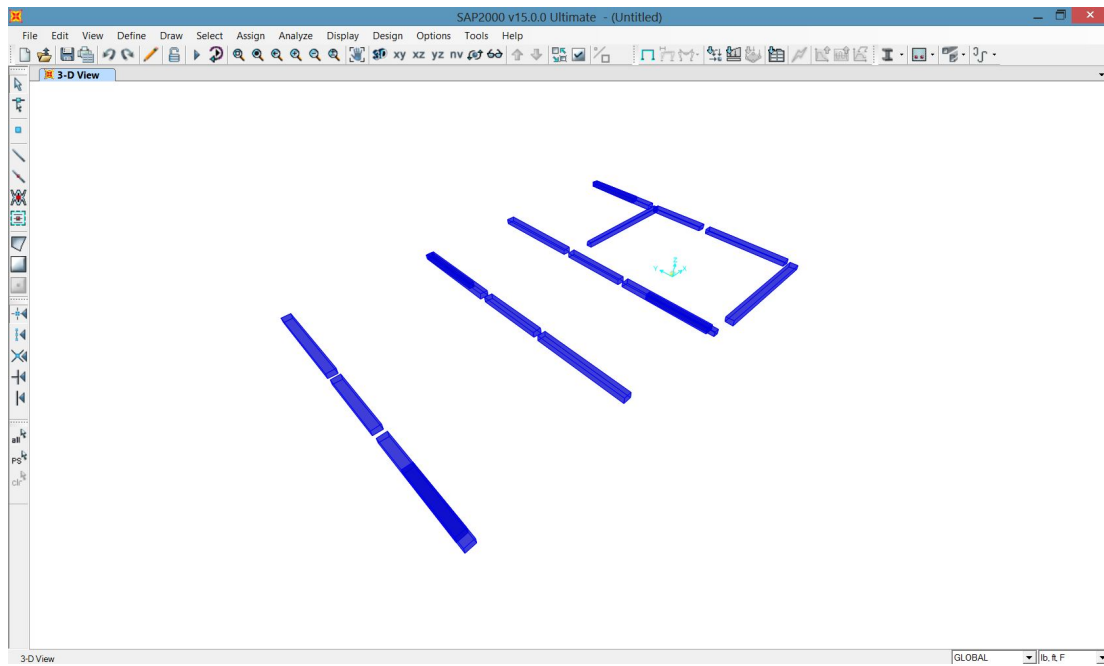 SAP2000 v15.0.0 Ultimate - (Untitled)
File Edit View Define Draw Select Assign Analyze Display Design Options Tools Help
3D xy xz yz nv
3-D View
Z
Y X
all
PS
clr
3-D View GLOBAL lb, ft, F